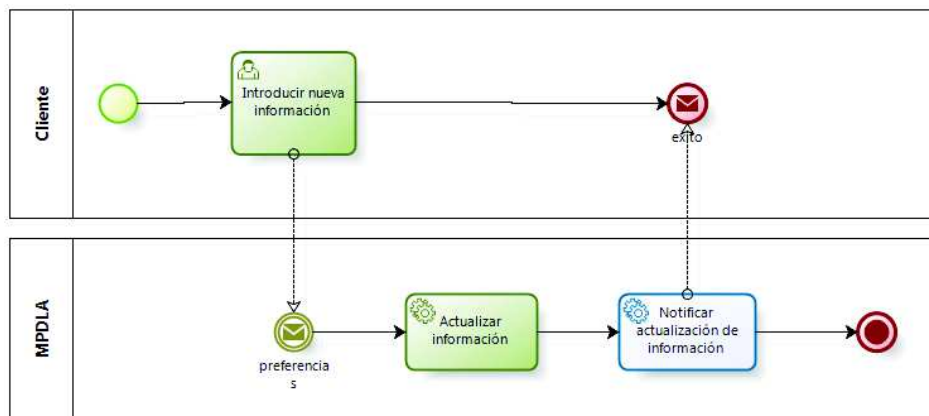 Cliente
Introducir nueva
información
exito
MPDLA
preferencia
s
Actualizar
información
Notificar
actualización de
información